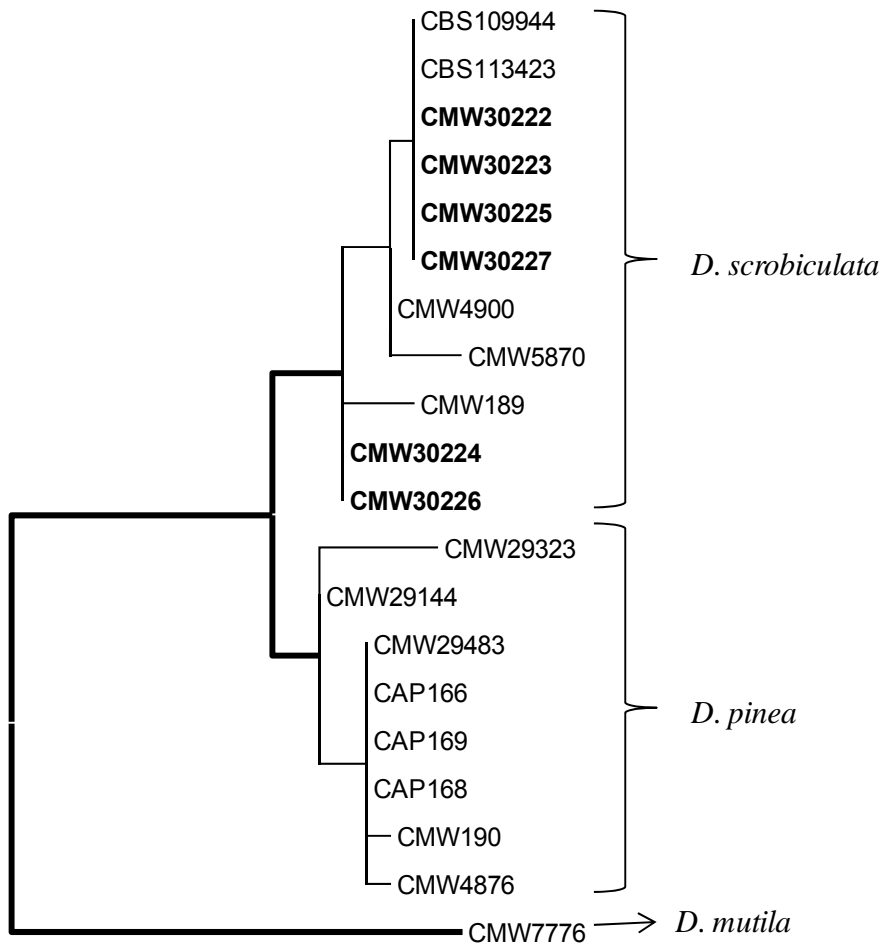 CBS109944
CBS113423
CMW30222
CMW30223
CMW30225
CMW30227
D. scrobiculata
CMW4900
CMW5870
CMW189
CMW30224
CMW30226
CMW29323
CMW29144
CMW29483
CAP166
D. pinea
CAP169
CAP168
CMW190
CMW4876
CMW7776
D. mutila